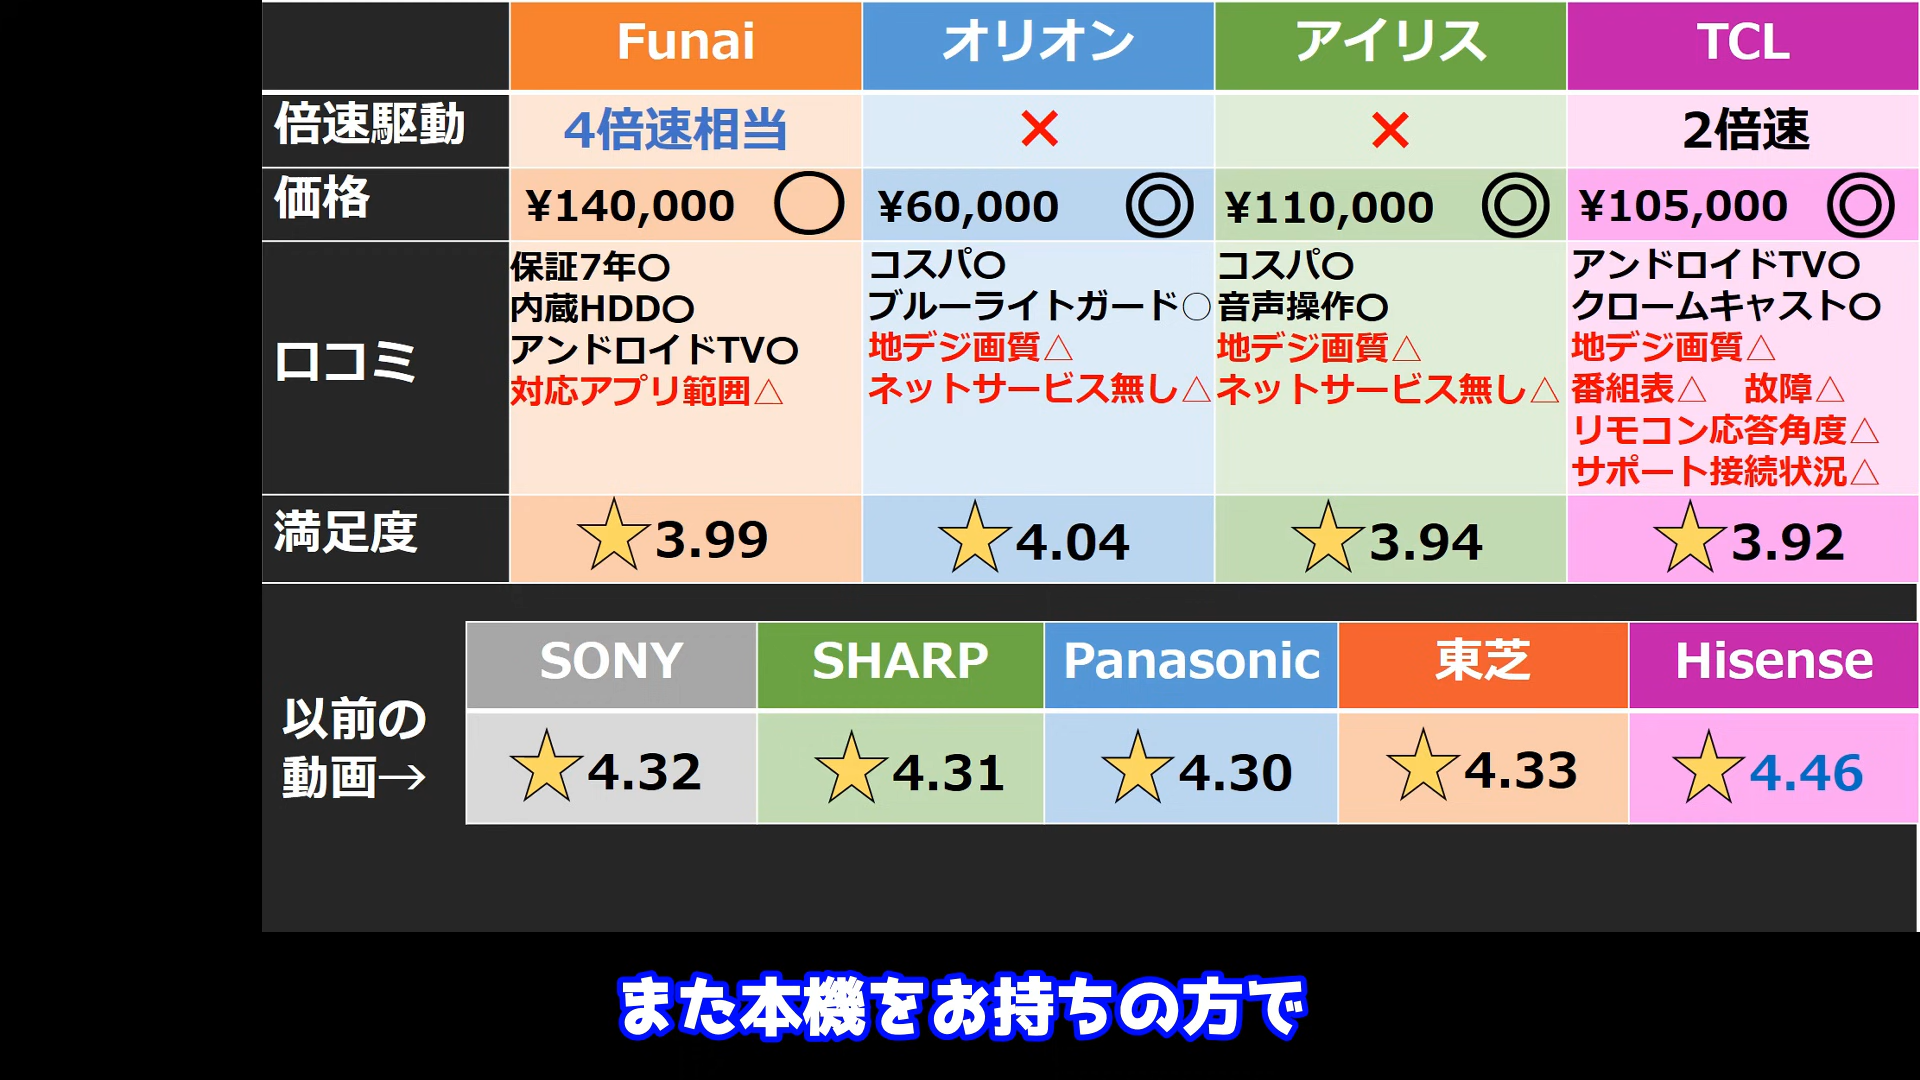 Funai オリオン アイリス TCL
倍速駆動 4倍速相当 × × 2倍速
価格 ¥140,000 ○ ¥60,000 ◎ ¥110,000 ◎ ¥105,000 ◎
口コミ
保証7年○
内蔵HDD○
アンドロイドTV○
対応アプリ範囲△
コスパ○
ブルーライトガード○
地デジ画質△
ネットサービス無し△
コスパ○
音声操作○
地デジ画質△
ネットサービス無し△
アンドロイドTV○
クロームキャスト○
地デジ画質△
番組表△ 故障△
リモコン応答角度△
サポート接続状況△
満足度 ★3.99 ★4.04 ★3.94 ★3.92
以前の
動画→
SONY SHARP Panasonic 東芝 Hisense
★4.32 ★4.31 ★4.30 ★4.33 ★4.46
また本機をお持ちの方で